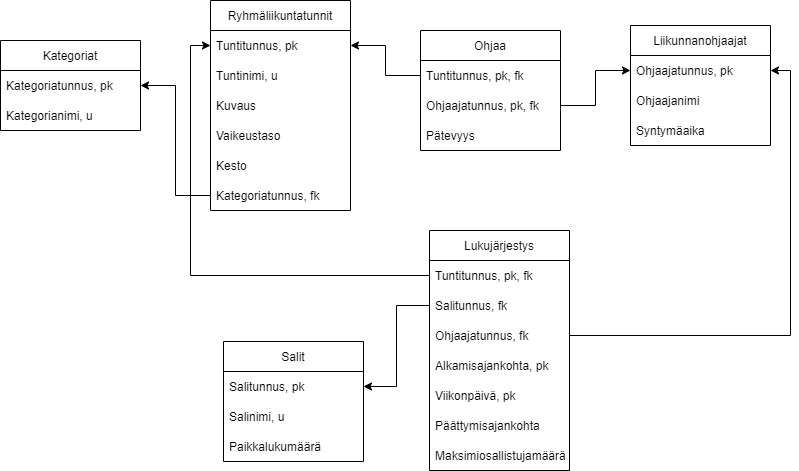 Kategoriat
Kategoriatunnus, pk
Kategorianimi, u
Ryhmäliikuntatunnit
Tuntitunnus, pk
Tuntinimi, u
Kuvaus
Vaikeustaso
Kesto
Kategoriatunnus, fk
Ohjaa
Tuntitunnus, pk, fk
Ohjaajatunnus, pk, fk
Pätevyys
Liikunnanohjaajat
Ohjaajatunnus, pk
Ohjaajanimi
Syntymäaika
Lukujärjestys
Tuntitunnus, pk, fk
Salitunnus, fk
Ohjaajatunnus, fk
Alkamisajankohta, pk
Viikonpäivä, pk
Päättymisajankohta
Maksimiosallistujamäärä
Salit
Salitunnus, pk
Salinimi, u
Paikkalukumäärä